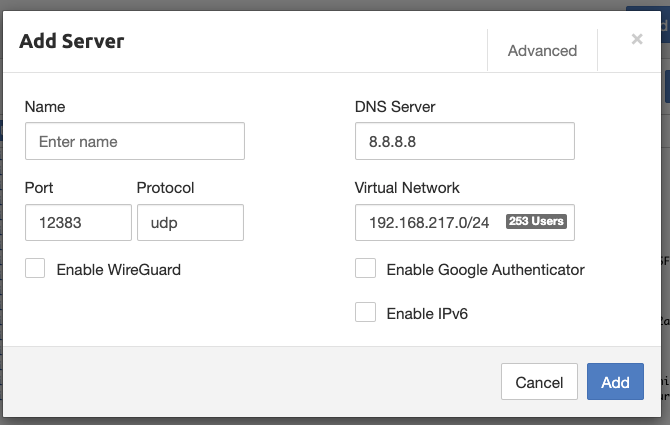 Add Server
Advanced
×
Name
Enter name
DNS Server
8.8.8.8
Port
12383
Protocol
udp
Virtual Network
192.168.217.0/24 253 Users
Enable WireGuard
Enable Google Authenticator
Enable IPv6
Cancel
Add